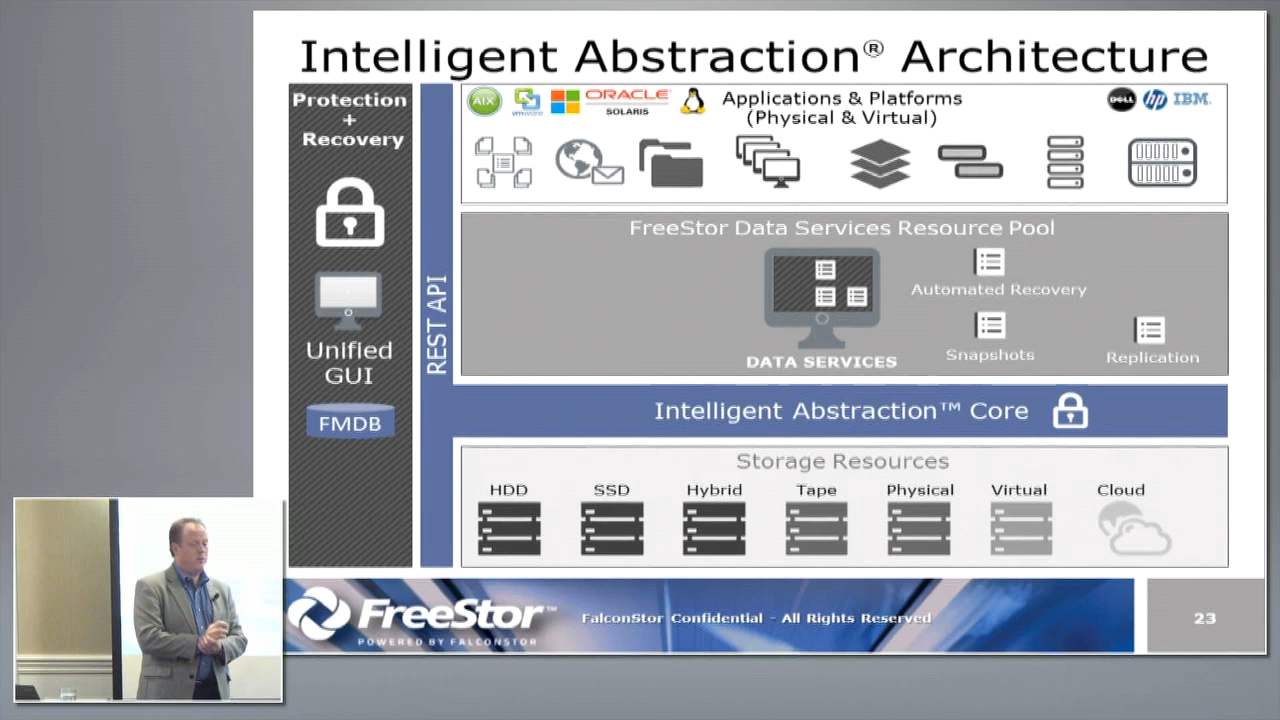 Intelligent Abstraction® Architecture
Protection
+
Recovery
Unified
GUI
FMDB
REST API
AIX
vmware
ORACLE
SOLARIS
Applications & Platforms
(Physical & Virtual)
DELL
hp
IBM
FreeStor Data Services Resource Pool
DATA SERVICES
Automated Recovery
Snapshots
Replication
Intelligent Abstraction™ Core
Storage Resources
HDD
SSD
Hybrid
Tape
Physical
Virtual
Cloud
FreeStor™
POWERED BY FALCONSTOR
FalconStor Confidential - All Rights Reserved
23